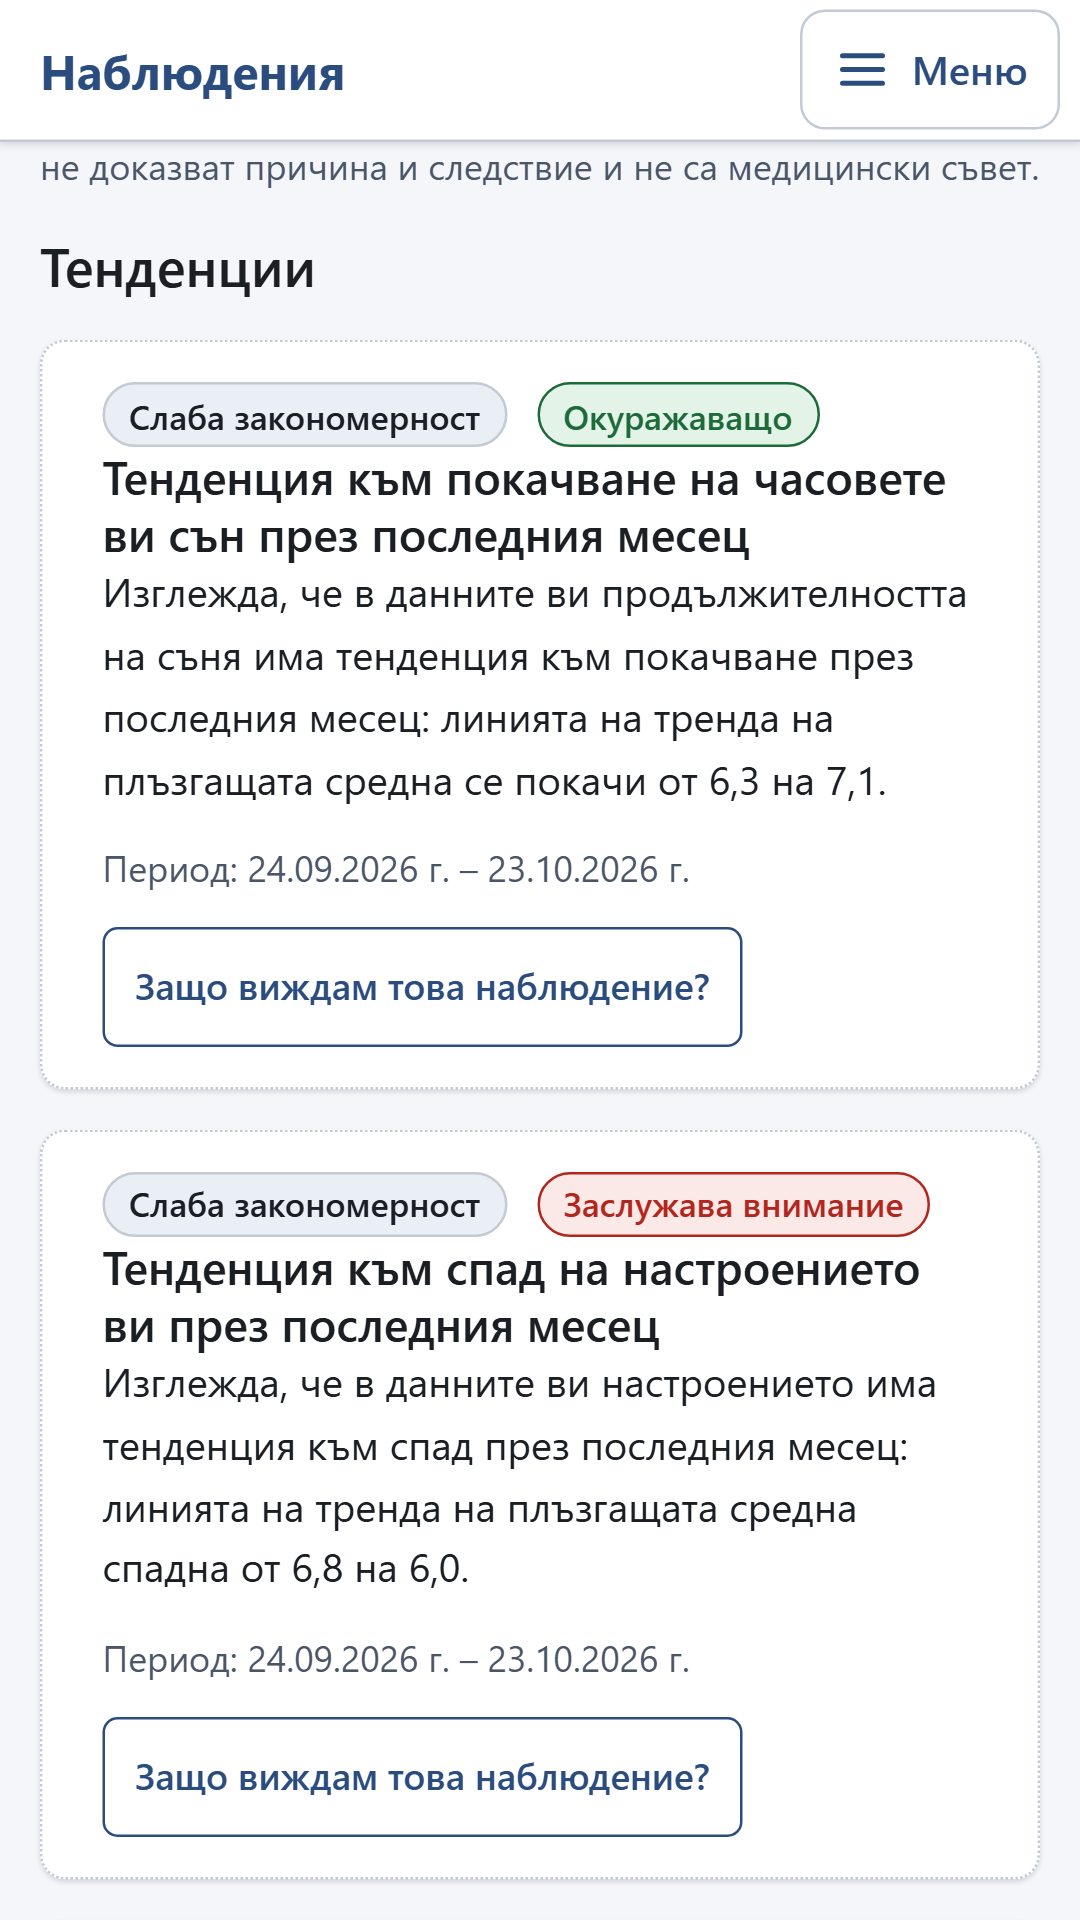 Наблюдения
Меню
не доказват причина и следствие и не са медицински съвет.
Тенденции
Слаба закономерност
Окуражаващо
Тенденция към покачване на часовете
ви сън през последния месец
Изглежда, че в данните ви продължителността
на съня има тенденция към покачване през
последния месец: линията на тренда на
плъзгащата средна се покачи от 6,3 на 7,1.
Период: 24.09.2026 г. – 23.10.2026 г.
Защо виждам това наблюдение?
Слаба закономерност
Заслужава внимание
Тенденция към спад на настроението
ви през последния месец
Изглежда, че в данните ви настроението има
тенденция към спад през последния месец:
линията на тренда на плъзгащата средна
спадна от 6,8 на 6,0.
Период: 24.09.2026 г. – 23.10.2026 г.
Защо виждам това наблюдение?